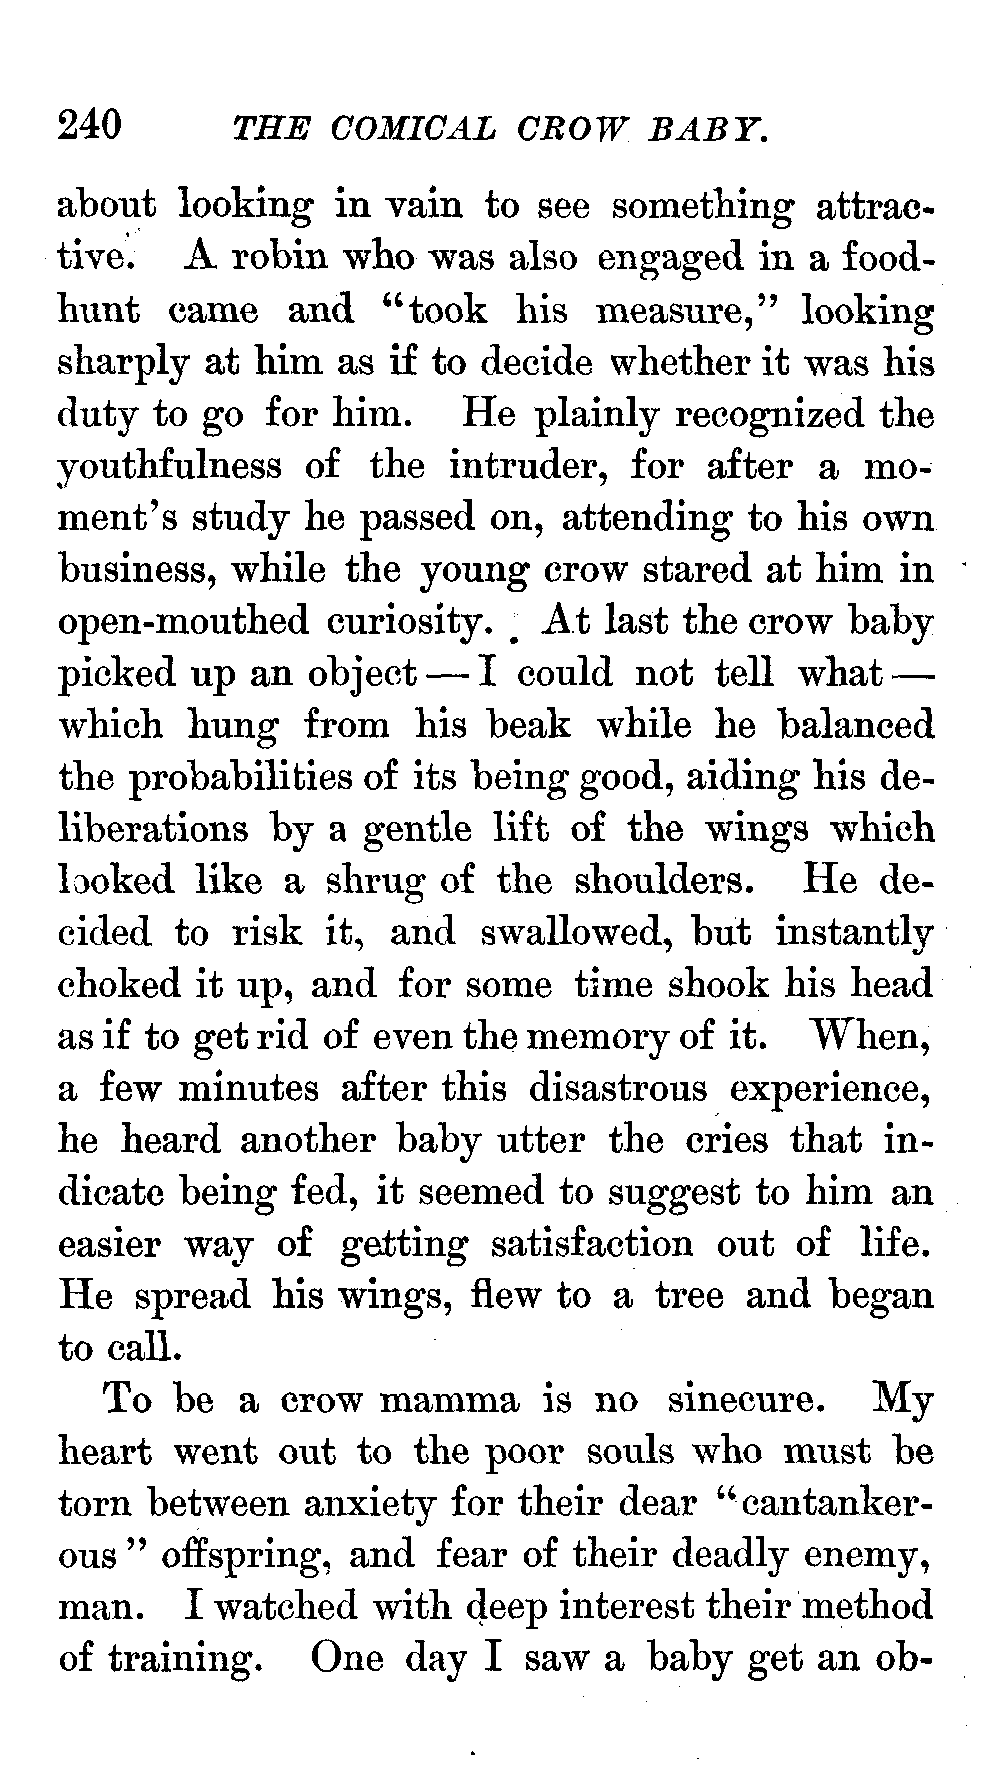 240 THE COMICAL CROW BABY.
about looking in vain to see something attrac-
tive. A robin who was also engaged in a food-
hunt came and “took his measure,” looking
sharply at him as if to decide whether it was his
duty to go for him. He plainly recognized the
youthfulness of the intruder, for after a mo-
ment’s study he passed on, attending to his own
business, while the young crow stared at him in
open-mouthed curiosity. At last the crow baby
picked up an object — I could not tell what —
which hung from his beak while he balanced
the probabilities of its being good, aiding his de-
liberations by a gentle lift of the wings which
looked like a shrug of the shoulders. He de-
cided to risk it, and swallowed, but instantly
choked it up, and for some time shook his head
as if to get rid of even the memory of it. When,
a few minutes after this disastrous experience,
he heard another baby utter the cries that in-
dicate being fed, it seemed to suggest to him an
easier way of getting satisfaction out of life.
He spread his wings, flew to a tree and began
to call.
To be a crow mamma is no sinecure. My
heart went out to the poor souls who must be
torn between anxiety for their dear “cantanker-
ous” offspring, and fear of their deadly enemy,
man. I watched with deep interest their method
of training. One day I saw a baby get an ob-